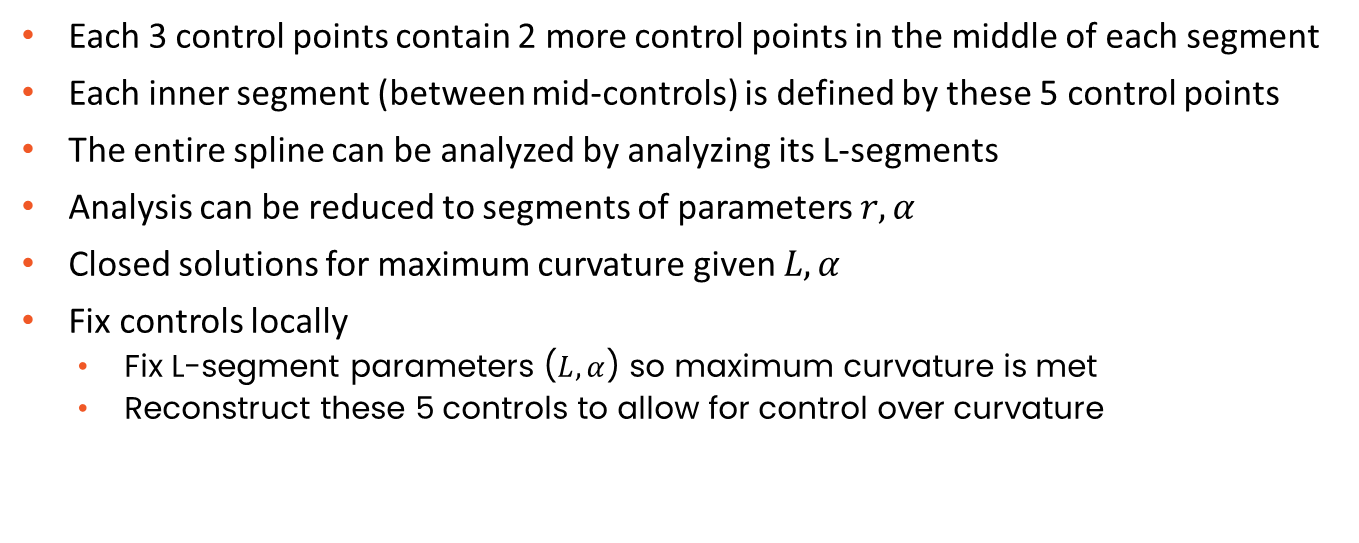 • Each 3 control points contain 2 more control points in the middle of each segment
• Each inner segment (between mid-controls) is defined by these 5 control points
• The entire spline can be analyzed by analyzing its L-segments
• Analysis can be reduced to segments of parameters 𝑟, 𝛼
• Closed solutions for maximum curvature given 𝐿, 𝛼
• Fix controls locally
• Fix L-segment parameters (𝐿, 𝛼) so maximum curvature is met
• Reconstruct these 5 controls to allow for control over curvature